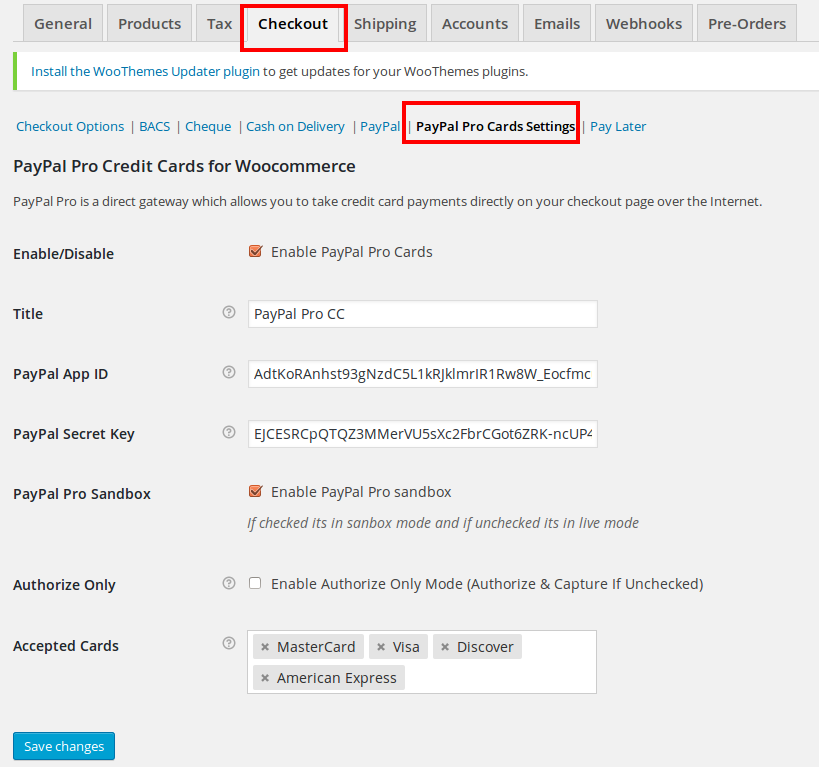 General Products Tax Checkout Shipping Accounts Emails Webhooks Pre-Orders
Install the WooThemes Updater plugin to get updates for your WooThemes plugins.
Checkout Options | BACS | Cheque | Cash on Delivery | PayPal | PayPal Pro Cards Settings | Pay Later
PayPal Pro Credit Cards for Woocommerce
PayPal Pro is a direct gateway which allows you to take credit card payments directly on your checkout page over the Internet.
Enable/Disable Enable PayPal Pro Cards
Title ? PayPal Pro CC
PayPal App ID ? AdtKoRAnhst93gNzdC5L1kRJklmrIR1Rw8W_Eocfmc
PayPal Secret Key ? EJCESRCpQTQZ3MMerVU5sXc2FbrCGot6ZRK-ncUP4
PayPal Pro Sandbox Enable PayPal Pro sandbox
If checked its in sanbox mode and if unchecked its in live mode
Authorize Only ? Enable Authorize Only Mode (Authorize & Capture If Unchecked)
Accepted Cards ? × MasterCard × Visa × Discover
× American Express
Save changes